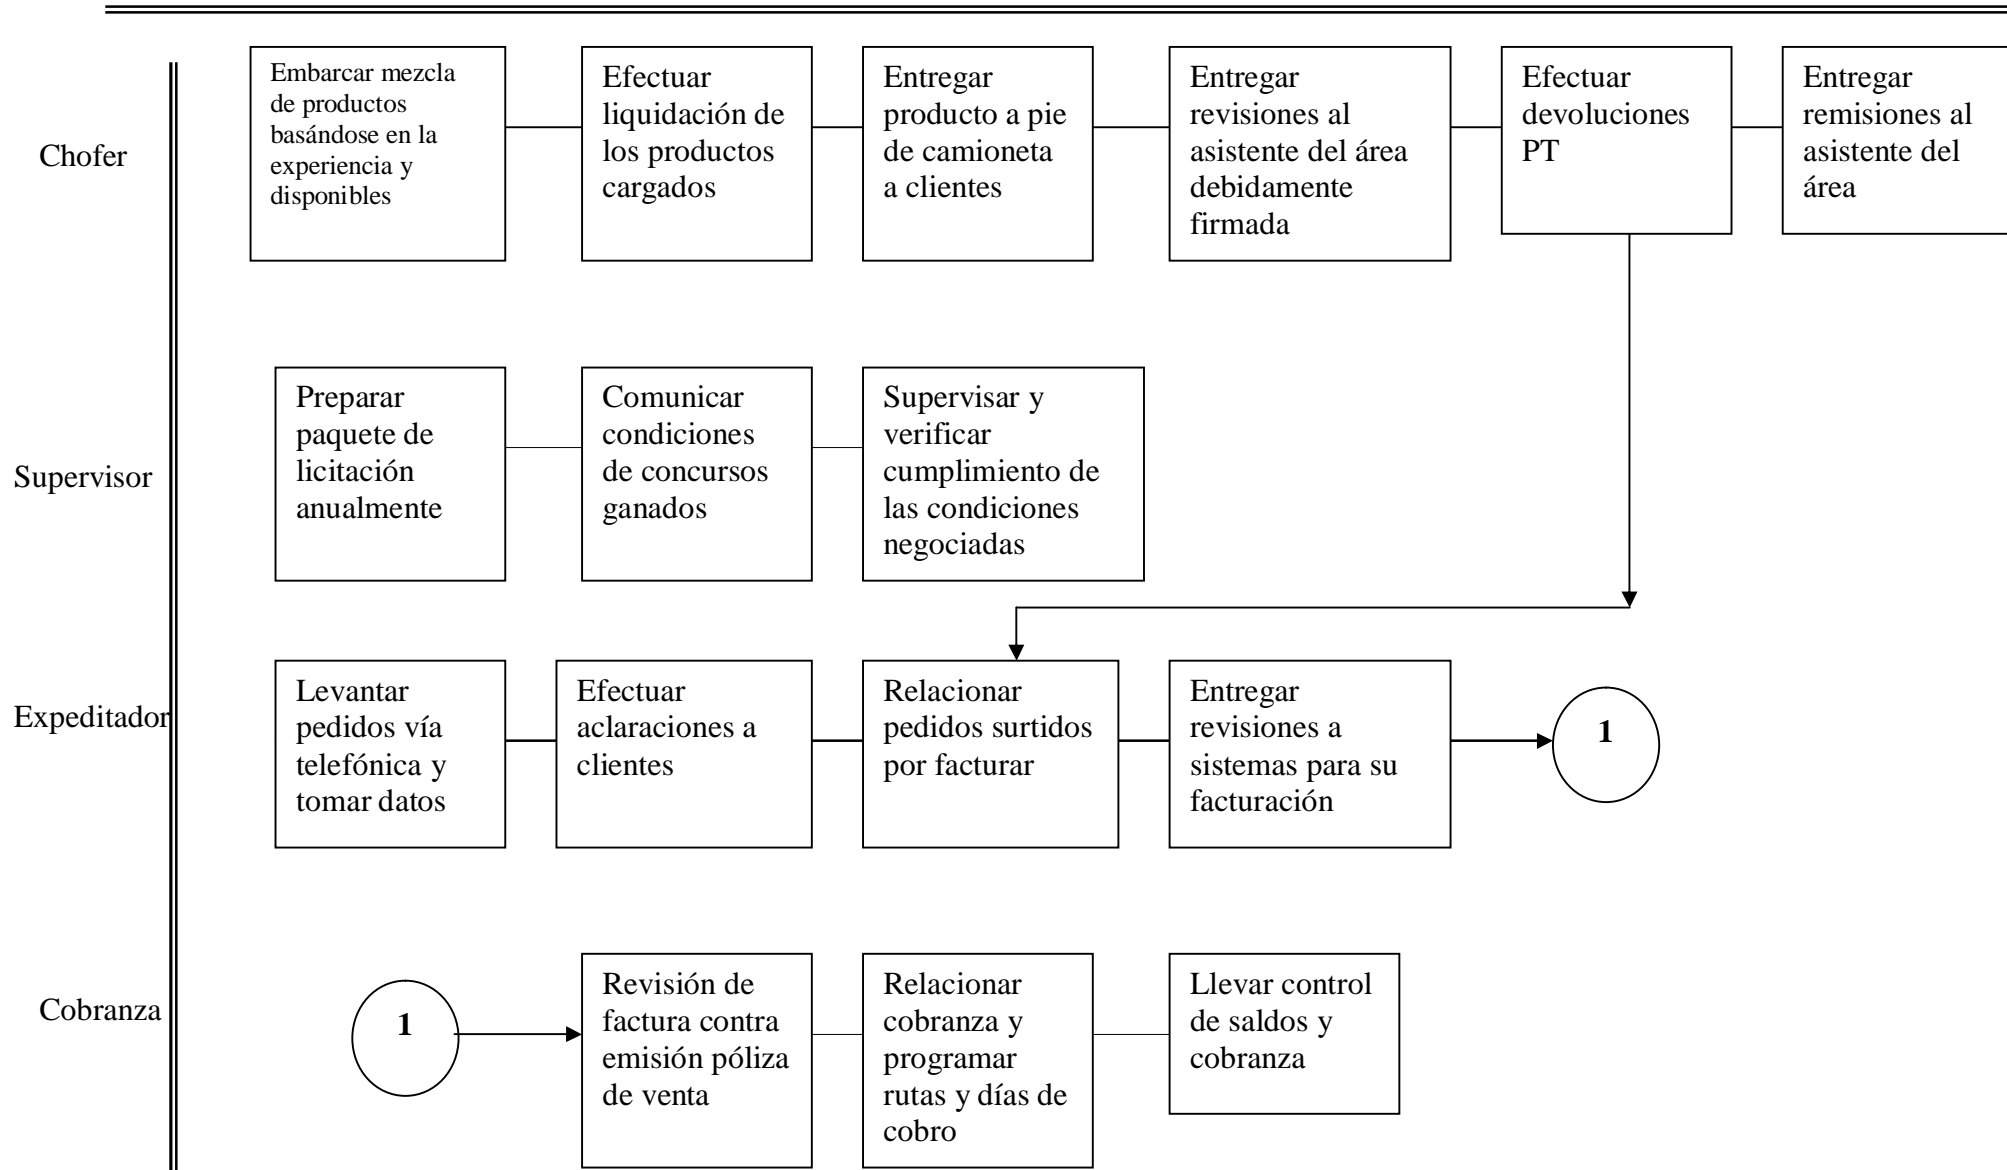 Chofer
Embarcar mezcla
de productos
basándose en la
experiencia y
disponibles
Efectuar
liquidación de
los productos
cargados
Entregar
producto a pie
de camioneta
a clientes
Entregar
revisiones al
asistente del área
debidamente
firmada
Efectuar
devoluciones
PT
Entregar
remisiones al
asistente del
área
Supervisor
Preparar
paquete de
licitación
anualmente
Comunicar
condiciones
de concursos
ganados
Supervisar y
verificar
cumplimiento de
las condiciones
negociadas
Expeditador
Levantar
pedidos vía
telefónica y
tomar datos
Efectuar
aclaraciones a
clientes
Relacionar
pedidos surtidos
por facturar
Entregar
revisiones a
sistemas para su
facturación
1
Cobranza
1
Revisión de
factura contra
emisión póliza
de venta
Relacionar
cobranza y
programar
rutas y días de
cobro
Llevar control
de saldos y
cobranza